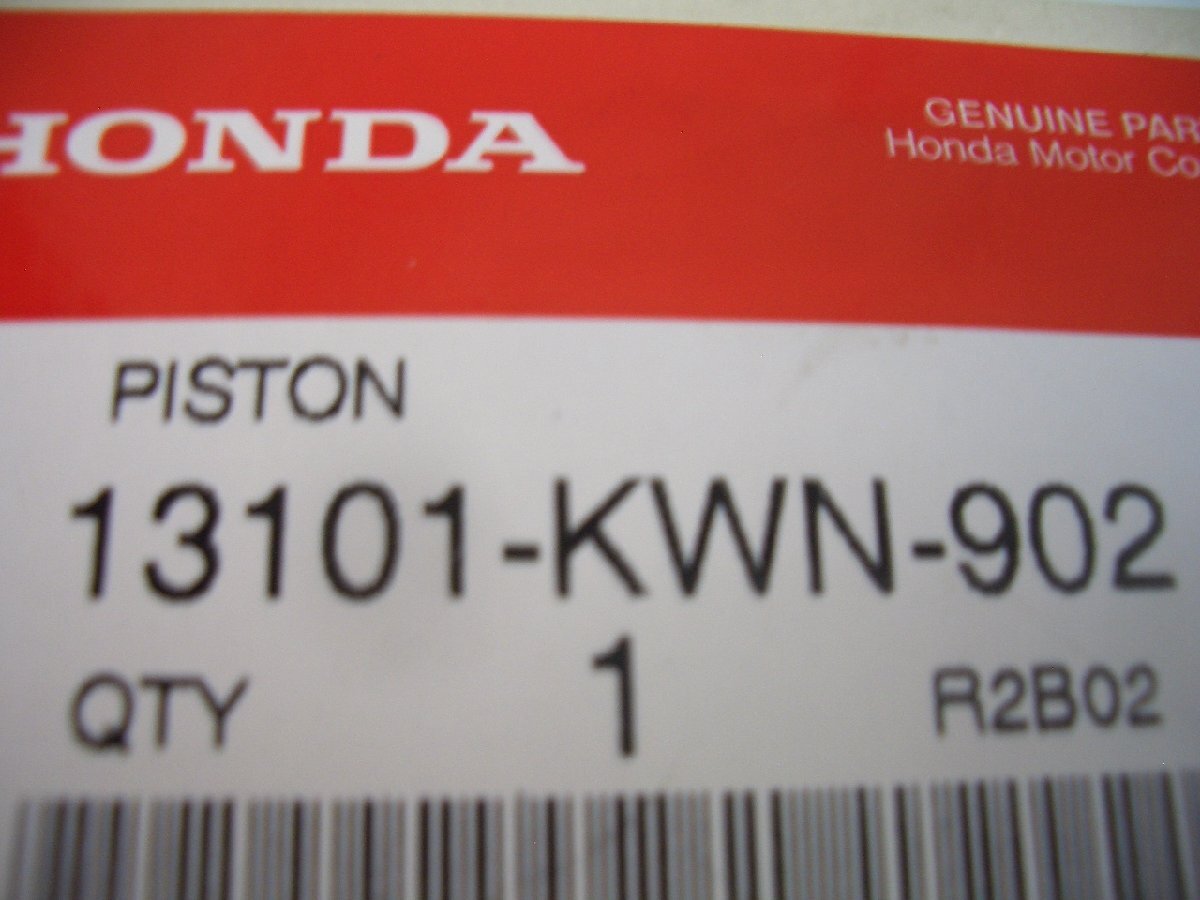 HONDA
GENUINE PAR
Honda Motor Co
PISTON
13101-KWN-902
QTY 1 R2B02